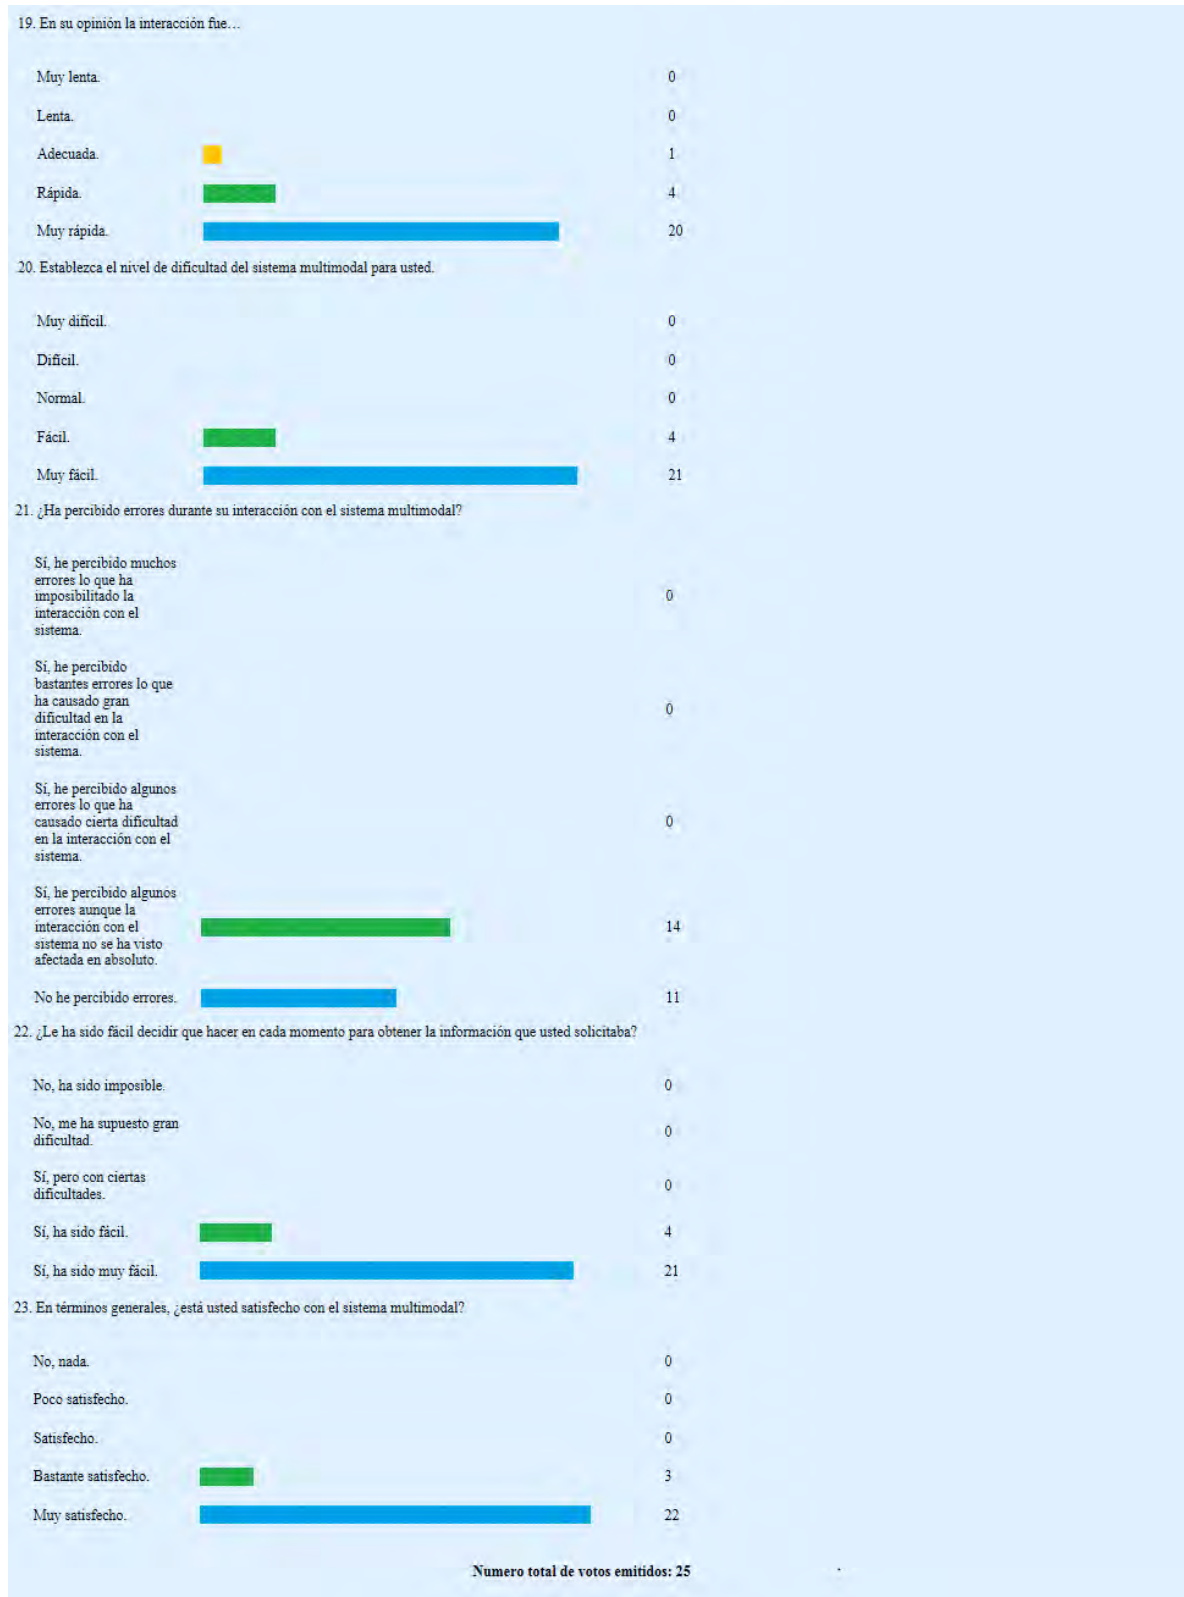 19. En su opinión la interacción fue…
Muy lenta. 0
Lenta. 0
Adecuada. 1
Rápida. 4
Muy rápida. 20
20. Establezca el nivel de dificultad del sistema multimodal para usted.
Muy difícil. 0
Difícil. 0
Normal. 0
Fácil. 4
Muy fácil. 21
21. ¿Ha percibido errores durante su interacción con el sistema multimodal?
Sí, he percibido muchos
errores lo que ha
imposibilitado la
interacción con el
sistema.
0
Sí, he percibido
bastantes errores lo que
ha causado gran
dificultad en la
interacción con el
sistema.
0
Sí, he percibido algunos
errores lo que ha
causado cierta dificultad
en la interacción con el
sistema.
0
Sí, he percibido algunos
errores aunque la
interacción con el
sistema no se ha visto
afectada en absoluto.
14
No he percibido errores. 11
22. ¿Le ha sido fácil decidir que hacer en cada momento para obtener la información que usted solicitaba?
No, ha sido imposible. 0
No, me ha supuesto gran
dificultad.
0
Sí, pero con ciertas
dificultades.
0
Sí, ha sido fácil. 4
Sí, ha sido muy fácil. 21
23. En términos generales, ¿está usted satisfecho con el sistema multimodal?
No, nada. 0
Poco satisfecho. 0
Satisfecho. 0
Bastante satisfecho. 3
Muy satisfecho. 22
Numero total de votos emitidos: 25